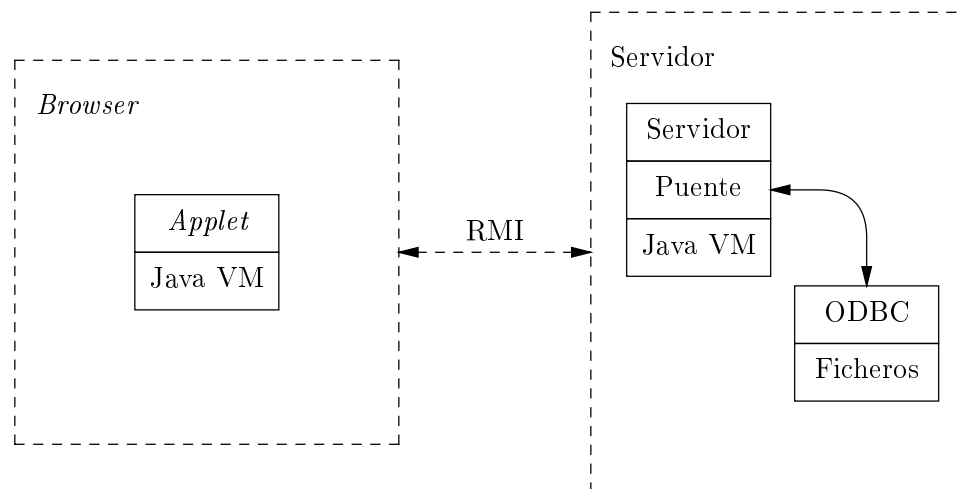 Browser
Applet
Java VM
RMI
Servidor
Servidor
Puente
Java VM
ODBC
Ficheros